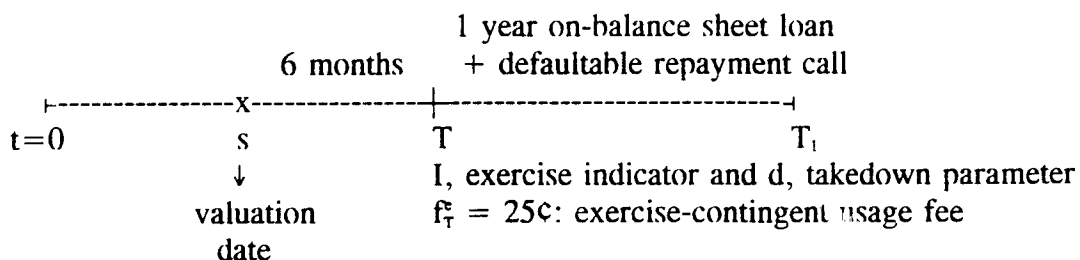 1 year on-balance sheet loan
6 months + defaultable repayment call
x
t=0 s T T₁
↓ I, exercise indicator and d, takedown parameter
valuation fᵉ_T = 25¢: exercise-contingent usage fee
date